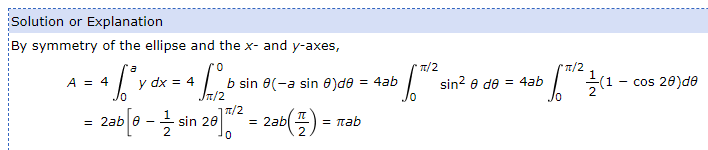 Solution or Explanation
By symmetry of the ellipse and the x- and y-axes,
A = 4 ∫₀ᵃ y dx = 4 ∫_{π/2}^{0} b sin θ(−a sin θ)dθ = 4ab ∫₀^{π/2} sin² θ dθ = 4ab ∫₀^{π/2} 1/2(1 − cos 2θ)dθ
= 2ab[θ − 1/2 sin 2θ]₀^{π/2} = 2ab(π/2) = πab